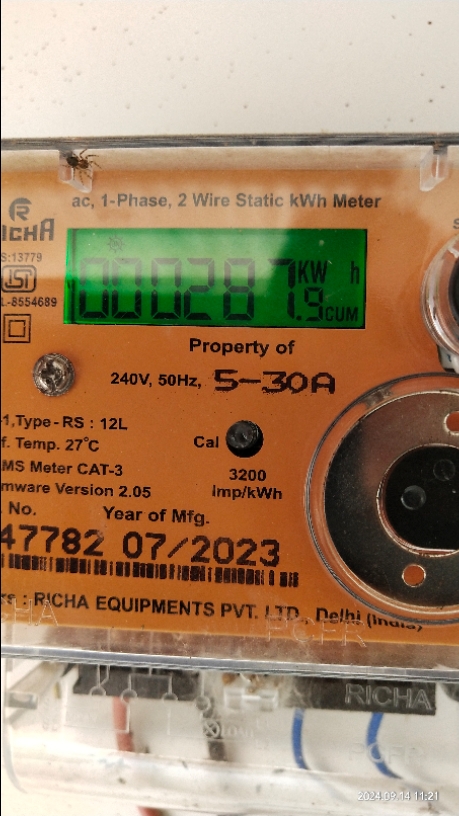 ac, 1-Phase, 2 Wire Static kWh Meter
R
RICHA
S:13779
ISI
L-8554689
000287.9 KW h
CUM
Property of
240V, 50Hz, 5-30A
-1, Type - RS : 12L
f. Temp. 27°C
Cal
MS Meter CAT-3
3200
mware Version 2.05
Imp/kWh
. No. Year of Mfg.
47782 07/2023
rs : RICHA EQUIPMENTS PVT. LTD., Delhi (India)
RICHA
2024.09.14 11:21